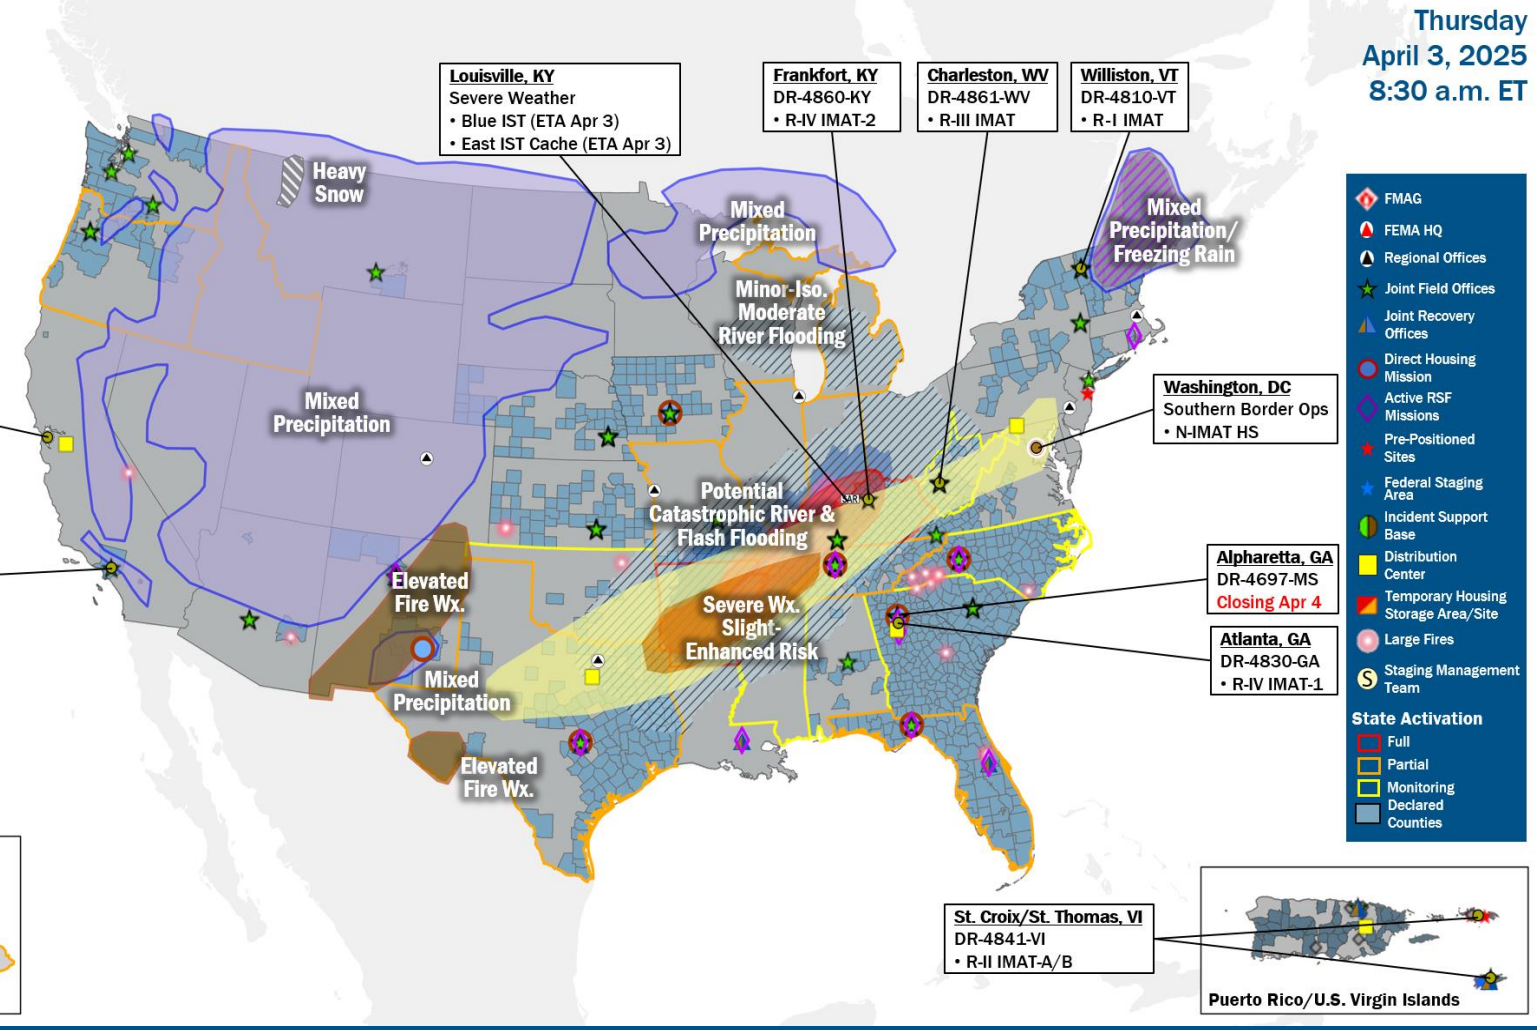 Thursday
April 3, 2025
8:30 a.m. ET
Louisville, KY
Severe Weather
• Blue IST (ETA Apr 3)
• East IST Cache (ETA Apr 3)
Frankfort, KY
DR-4860-KY
• R-IV IMAT-2
Charleston, WV
DR-4861-WV
• R-III IMAT
Williston, VT
DR-4810-VT
• R-I IMAT
Heavy
Snow
Mixed
Precipitation
Mixed
Precipitation/
Freezing Rain
Minor-Iso.
Moderate
River Flooding
Mixed
Precipitation
Washington, DC
Southern Border Ops
• N-IMAT HS
Potential
Catastrophic River &
Flash Flooding
SAR
Elevated
Fire Wx.
Severe Wx.
Slight-
Enhanced Risk
Alpharetta, GA
DR-4697-MS
Closing Apr 4
Atlanta, GA
DR-4830-GA
• R-IV IMAT-1
Mixed
Precipitation
Elevated
Fire Wx.
St. Croix/St. Thomas, VI
DR-4841-VI
• R-II IMAT-A/B
Puerto Rico/U.S. Virgin Islands
FMAG
FEMA HQ
Regional Offices
Joint Field Offices
Joint Recovery
Offices
Direct Housing
Mission
Active RSF
Missions
Pre-Positioned
Sites
Federal Staging
Area
Incident Support
Base
Distribution
Center
Temporary Housing
Storage Area/Site
Large Fires
S
Staging Management
Team
State Activation
Full
Partial
Monitoring
Declared
Counties